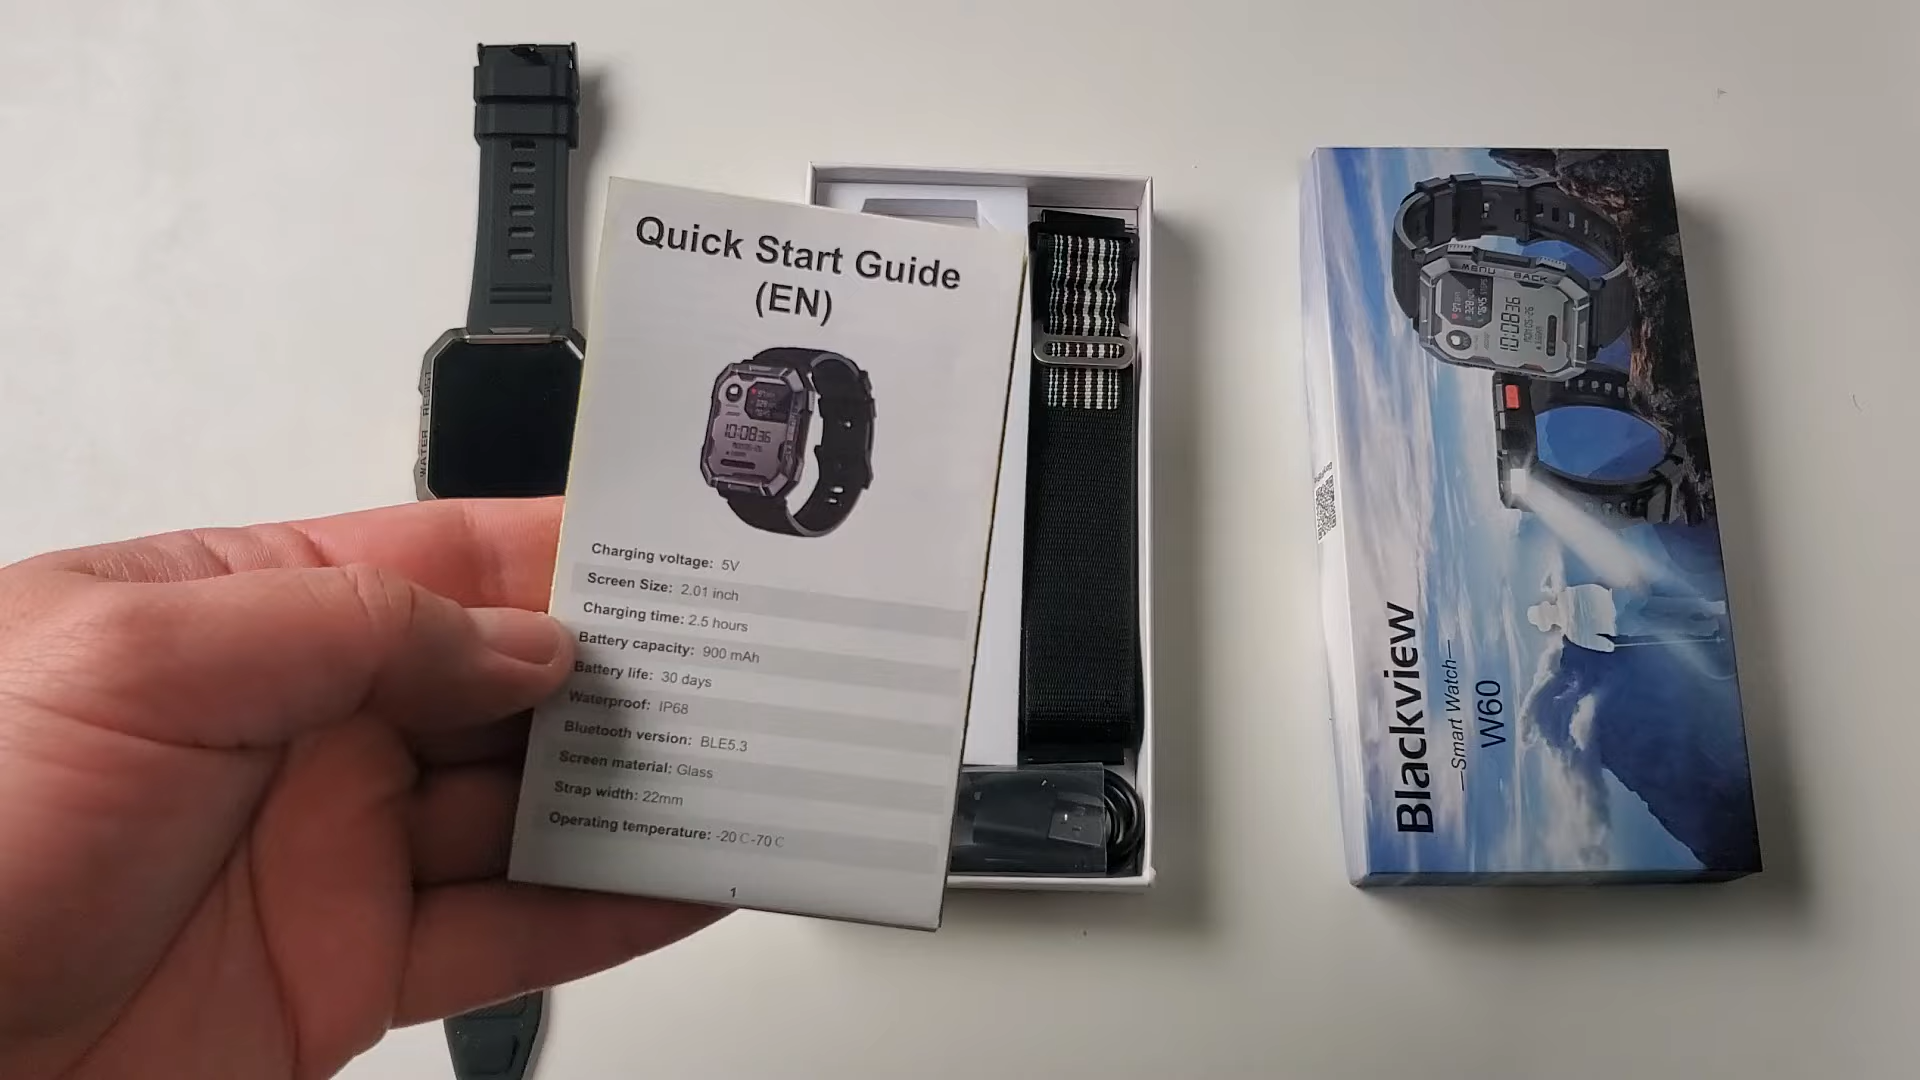 Quick Start Guide
(EN)
10:08:36
Charging voltage: 5V
Screen Size: 2.01 inch
Charging time: 2.5 hours
Battery capacity: 900 mAh
Battery life: 30 days
Waterproof: IP68
Bluetooth version: BLE5.3
Screen material: Glass
Strap width: 22mm
Operating temperature: -20℃-70℃
1
WATER RESIST
MENU
BACK
10:08:36
Blackview
—Smart Watch—
W60